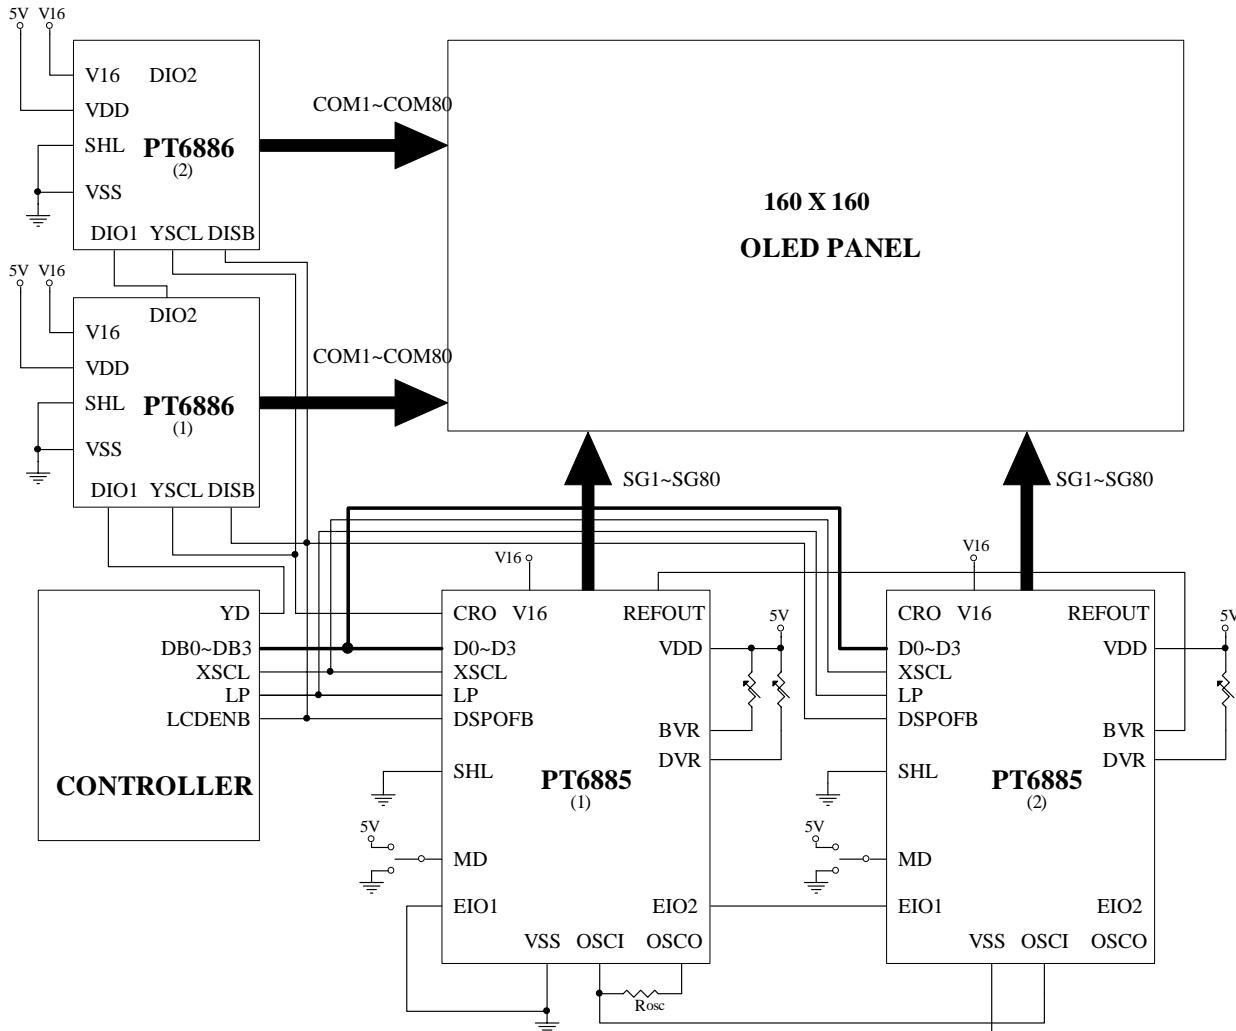 5V V16
V16 DIO2
VDD
SHL PT6886
(2)
VSS
DIO1 YSCL DISB
COM1~COM80
160 X 160
OLED PANEL
5V V16
DIO2
V16
VDD
SHL PT6886
(1)
VSS
DIO1 YSCL DISB
COM1~COM80
SG1~SG80
SG1~SG80
YD
DB0~DB3
XSCL
LP
LCDENB
CONTROLLER
V16
CRO V16 REFOUT
D0~D3 VDD
5V
XSCL
LP
DSPOFB
BVR
DVR
SHL PT6885
(1)
5V
MD
EIO1 EIO2
VSS OSCI OSCO
Rosc
V16
CRO V16 REFOUT
D0~D3 VDD
5V
XSCL
LP
DSPOFB
BVR
DVR
SHL PT6885
(2)
5V
MD
EIO1 EIO2
VSS OSCI OSCO